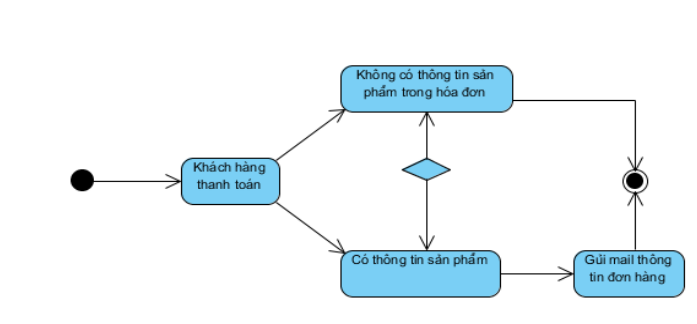 Không có thông tin sản
phẩm trong hóa đơn
Khách hàng
thanh toán
Có thông tin sản phẩm
Gủi mail thông
tin đơn hàng